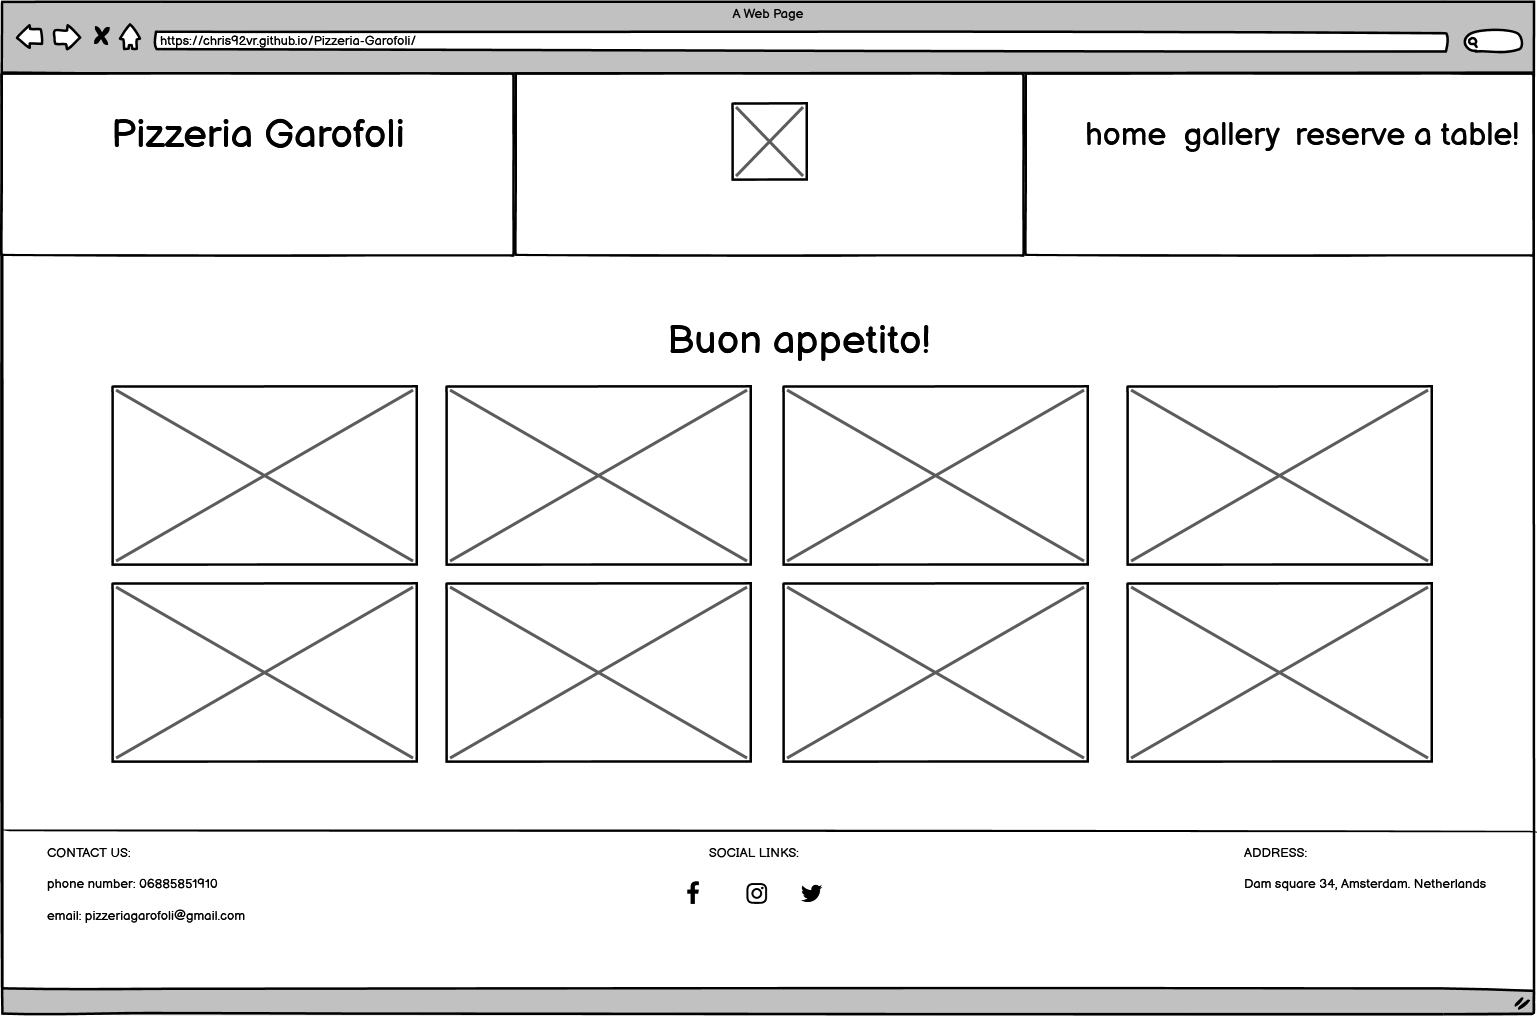 A Web Page
https://chris92vr.github.io/Pizzeria-Garofoli/
Pizzeria Garofoli
home gallery reserve a table!
Buon appetito!
CONTACT US:
phone number: 06885851910
email: pizzeriagarofoli@gmail.com
SOCIAL LINKS:
ADDRESS:
Dam square 34, Amsterdam. Netherlands